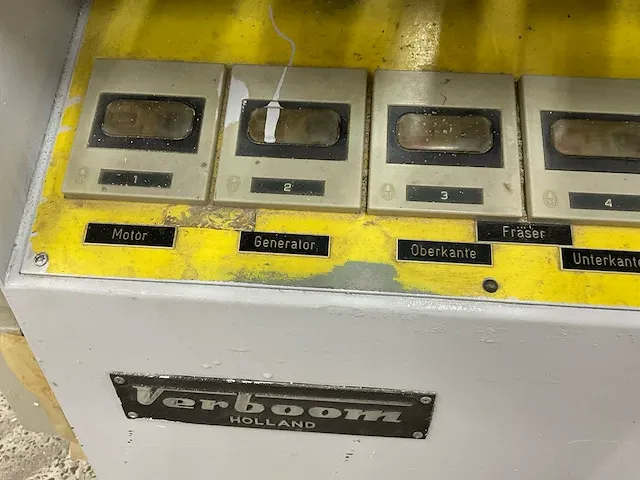 1
2
3
4
Motor
Generator
Fräser
Oberkante
Unterkante
Verboom
HOLLAND